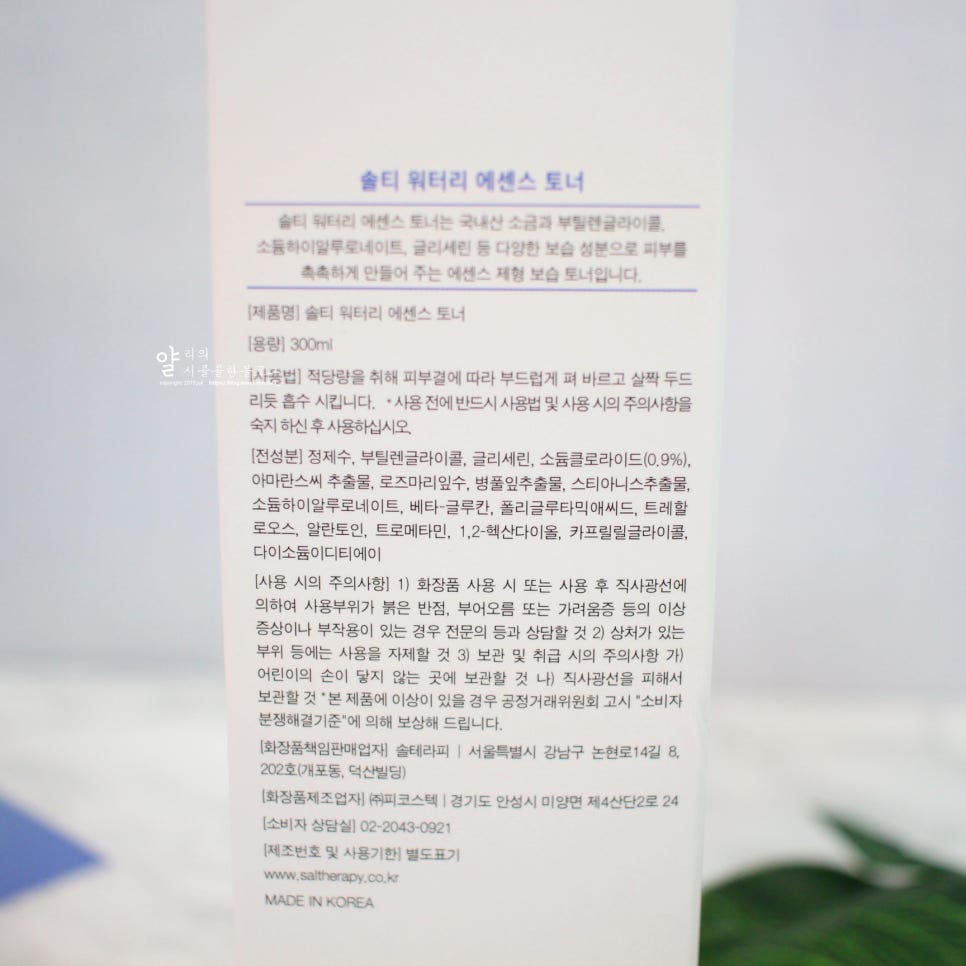 솔티 워터리 에센스 토너
솔티 워터리 에센스 토너는 국내산 소금과 부틸렌글라이콜,
소듐하이알루로네이트, 글리세린 등 다양한 보습 성분으로 피부를
촉촉하게 만들어 주는 에센스 제형 보습 토너입니다.
[제품명] 솔티 워터리 에센스 토너
[용량] 300ml
얄리의
[사용법] 적당량을 취해 피부결에 따라 부드럽게 펴 바르고 살짝 두드
리듯 흡수 시킵니다. *사용 전에 반드시 사용법 및 사용 시의 주의사항을
숙지 하신 후 사용하십시오.
[전성분] 정제수, 부틸렌글라이콜, 글리세린, 소듐클로라이드(0.9%),
아마란스씨 추출물, 로즈마리잎수, 병풀잎추출물, 스티아니스추출물,
소듐하이알루로네이트, 베타-글루칸, 폴리글루타믹애씨드, 트레할
로오스, 알란토인, 트로메타민, 1,2-헥산다이올, 카프릴릴글라이콜,
다이소듐이디티에이
[사용 시의 주의사항] 1) 화장품 사용 시 또는 사용 후 직사광선에
의하여 사용부위가 붉은 반점, 부어오름 또는 가려움증 등의 이상
증상이나 부작용이 있는 경우 전문의 등과 상담할 것 2) 상처가 있는
부위 등에는 사용을 자제할 것 3) 보관 및 취급 시의 주의사항 가)
어린이의 손이 닿지 않는 곳에 보관할 것 나) 직사광선을 피해서
보관할 것 *본 제품에 이상이 있을 경우 공정거래위원회 고시 "소비자
분쟁해결기준"에 의해 보상해 드립니다.
[화장품책임판매업자] 솔테라피 | 서울특별시 강남구 논현로14길 8,
202호(개포동, 덕산빌딩)
[화장품제조업자] ㈜피코스텍 | 경기도 안성시 미양면 제4산단2로 24
[소비자 상담실] 02-2043-0921
[제조번호 및 사용기한] 별도표기
www.saltherapy.co.kr
MADE IN KOREA